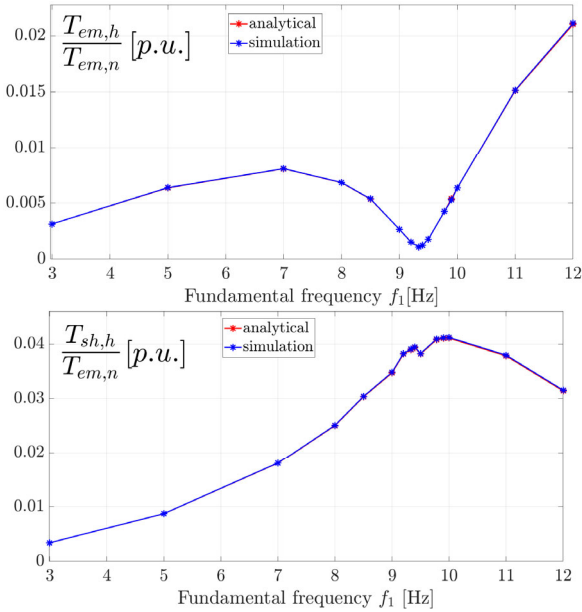 T_{em,h}
T_{em,n} [p.u.]
analytical
simulation
0.02
0.015
0.01
0.005
0
3 4 5 6 7 8 9 10 11 12
Fundamental frequency f_1[Hz]
T_{sh,h}
T_{em,n} [p.u.]
analytical
simulation
0.04
0.03
0.02
0.01
0
3 4 5 6 7 8 9 10 11 12
Fundamental frequency f_1 [Hz]